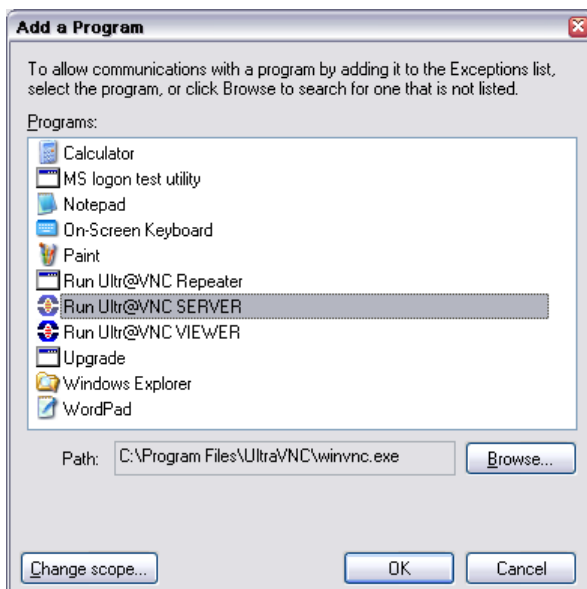 Add a Program
To allow communications with a program by adding it to the Exceptions list,
select the program, or click Browse to search for one that is not listed.
Programs:
Calculator
MS logon test utility
Notepad
On-Screen Keyboard
Paint
Run Ultr@VNC Repeater
Run Ultr@VNC SERVER
Run Ultr@VNC VIEWER
Upgrade
Windows Explorer
WordPad
Path: C:\Program Files\UltraVNC\winvnc.exe Browse...
Change scope... OK Cancel